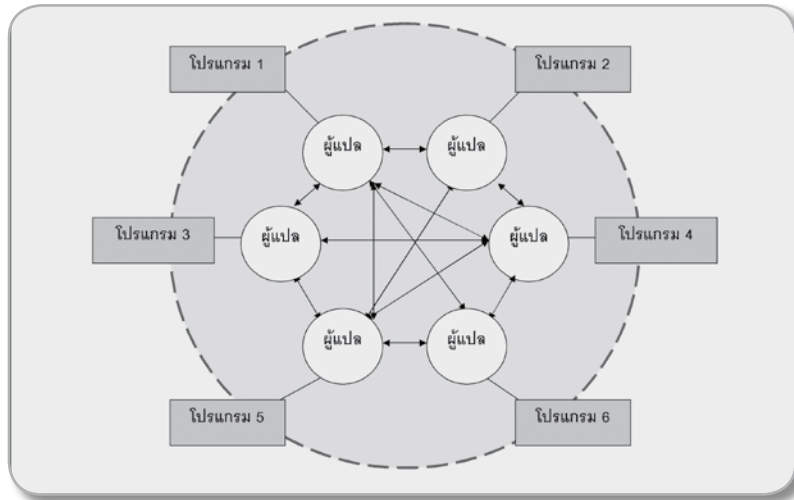 โปรแกรม 1
โปรแกรม 2
ผู้แปล
ผู้แปล
โปรแกรม 3
ผู้แปล
ผู้แปล
โปรแกรม 4
ผู้แปล
ผู้แปล
โปรแกรม 5
โปรแกรม 6